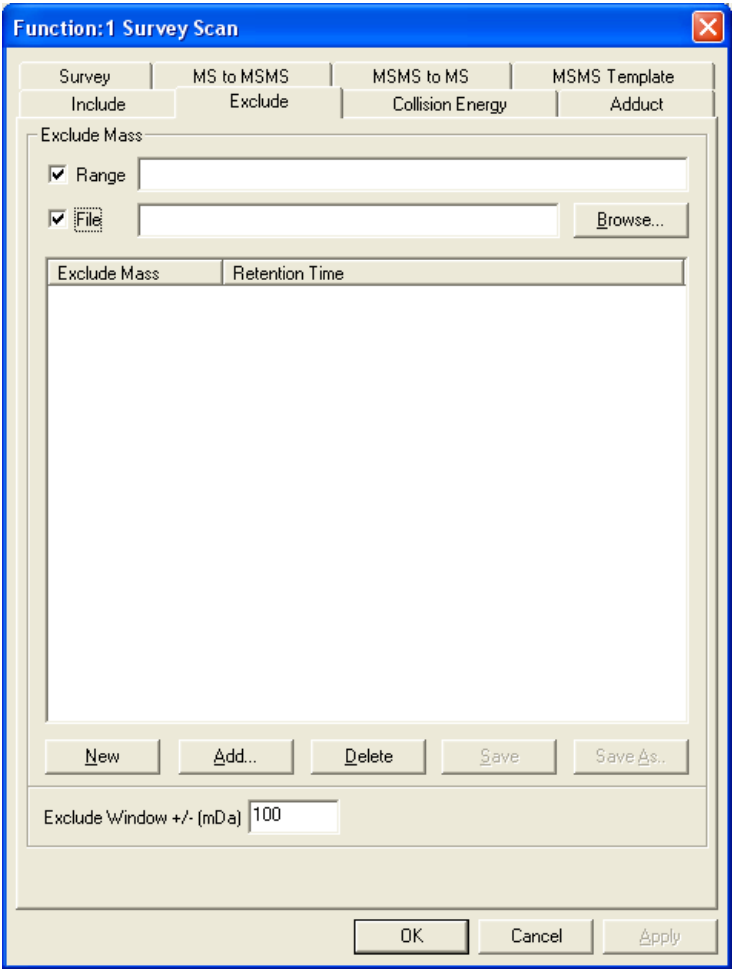 Function:1 Survey Scan
Survey MS to MSMS MSMS to MS MSMS Template
Include Exclude Collision Energy Adduct
Exclude Mass
Range
File Browse...
Exclude Mass Retention Time
New Add... Delete Save Save As..
Exclude Window +/- (mDa) 100
OK Cancel Apply